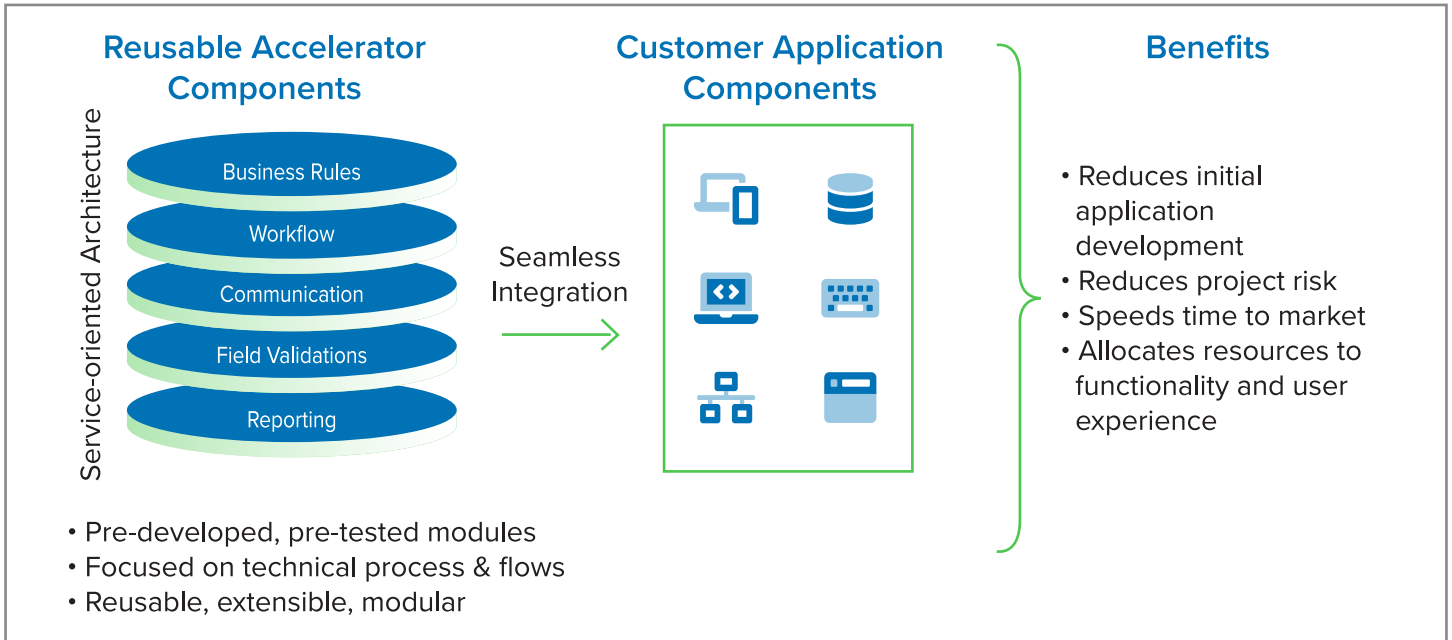 Reusable Accelerator
Components
Service-oriented Architecture
Business Rules
Workflow
Communication
Field Validations
Reporting
• Pre-developed, pre-tested modules
• Focused on technical process & flows
• Reusable, extensible, modular
Seamless
Integration
Customer Application
Components
Benefits
• Reduces initial
application
development
• Reduces project risk
• Speeds time to market
• Allocates resources to
functionality and user
experience